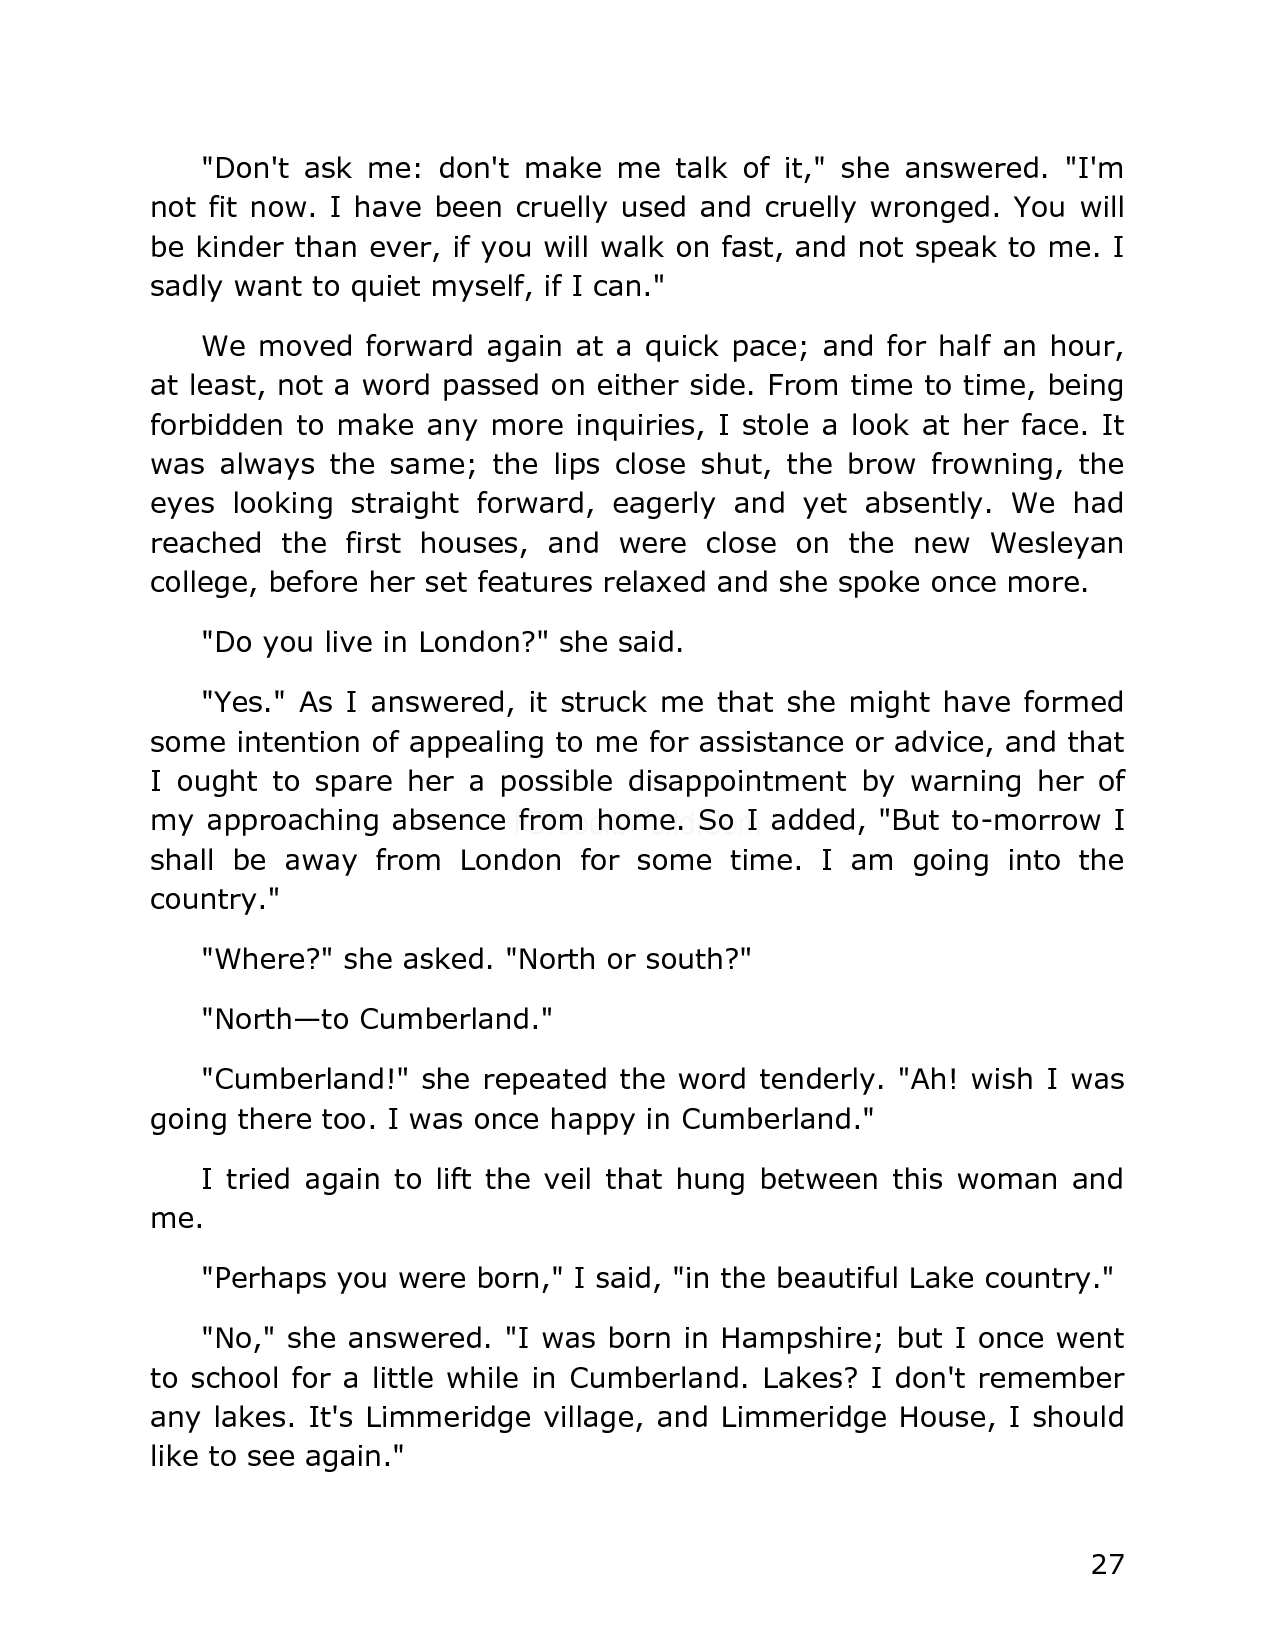 "Don't ask me: don't make me talk of it," she answered. "I'm
not fit now. I have been cruelly used and cruelly wronged. You will
be kinder than ever, if you will walk on fast, and not speak to me. I
sadly want to quiet myself, if I can."
We moved forward again at a quick pace; and for half an hour,
at least, not a word passed on either side. From time to time, being
forbidden to make any more inquiries, I stole a look at her face. It
was always the same; the lips close shut, the brow frowning, the
eyes looking straight forward, eagerly and yet absently. We had
reached the first houses, and were close on the new Wesleyan
college, before her set features relaxed and she spoke once more.
"Do you live in London?" she said.
"Yes." As I answered, it struck me that she might have formed
some intention of appealing to me for assistance or advice, and that
I ought to spare her a possible disappointment by warning her of
my approaching absence from home. So I added, "But to-morrow I
shall be away from London for some time. I am going into the
country."
"Where?" she asked. "North or south?"
"North—to Cumberland."
"Cumberland!" she repeated the word tenderly. "Ah! wish I was
going there too. I was once happy in Cumberland."
I tried again to lift the veil that hung between this woman and
me.
"Perhaps you were born," I said, "in the beautiful Lake country."
"No," she answered. "I was born in Hampshire; but I once went
to school for a little while in Cumberland. Lakes? I don't remember
any lakes. It's Limmeridge village, and Limmeridge House, I should
like to see again."
27